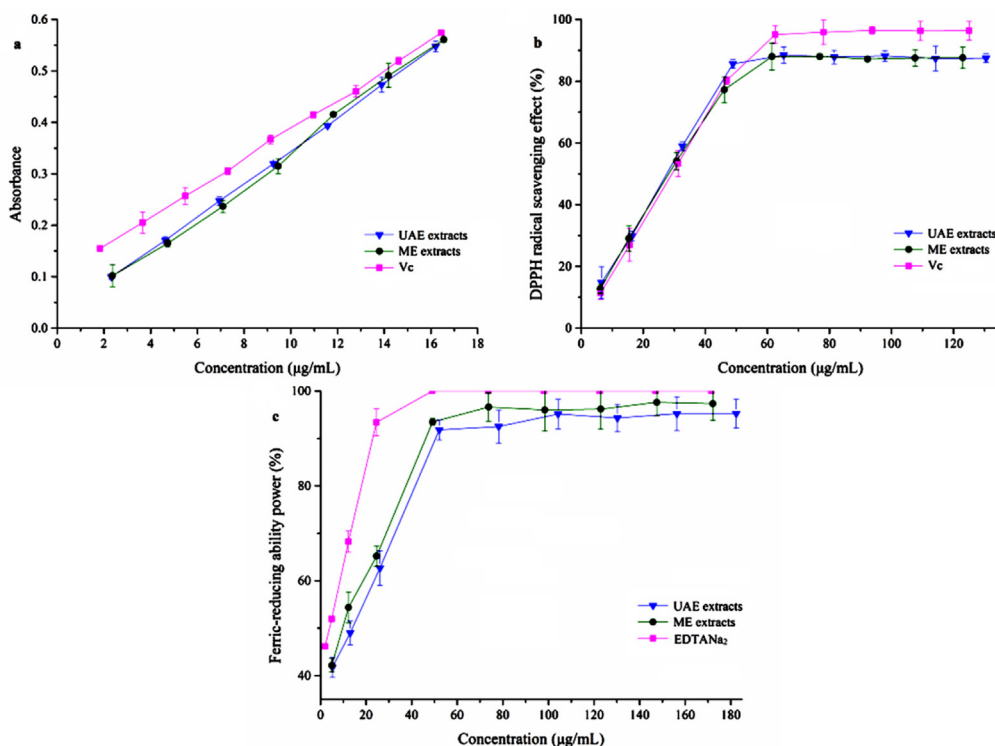 a
0.6
0.5
0.4
0.3
0.2
0.1
0.0
Absorbance
UAE extracts
ME extracts
Vc
0 2 4 6 8 10 12 14 16 18
Concentration (μg/mL)
b
100
80
60
40
20
0
DPPH radical scavenging effect (%)
UAE extracts
ME extracts
Vc
0 20 40 60 80 100 120
Concentration (μg/mL)
c
100
80
60
40
Ferric-reducing ability power (%)
UAE extracts
ME extracts
EDTANa₂
0 20 40 60 80 100 120 140 160 180
Concentration (μg/mL)